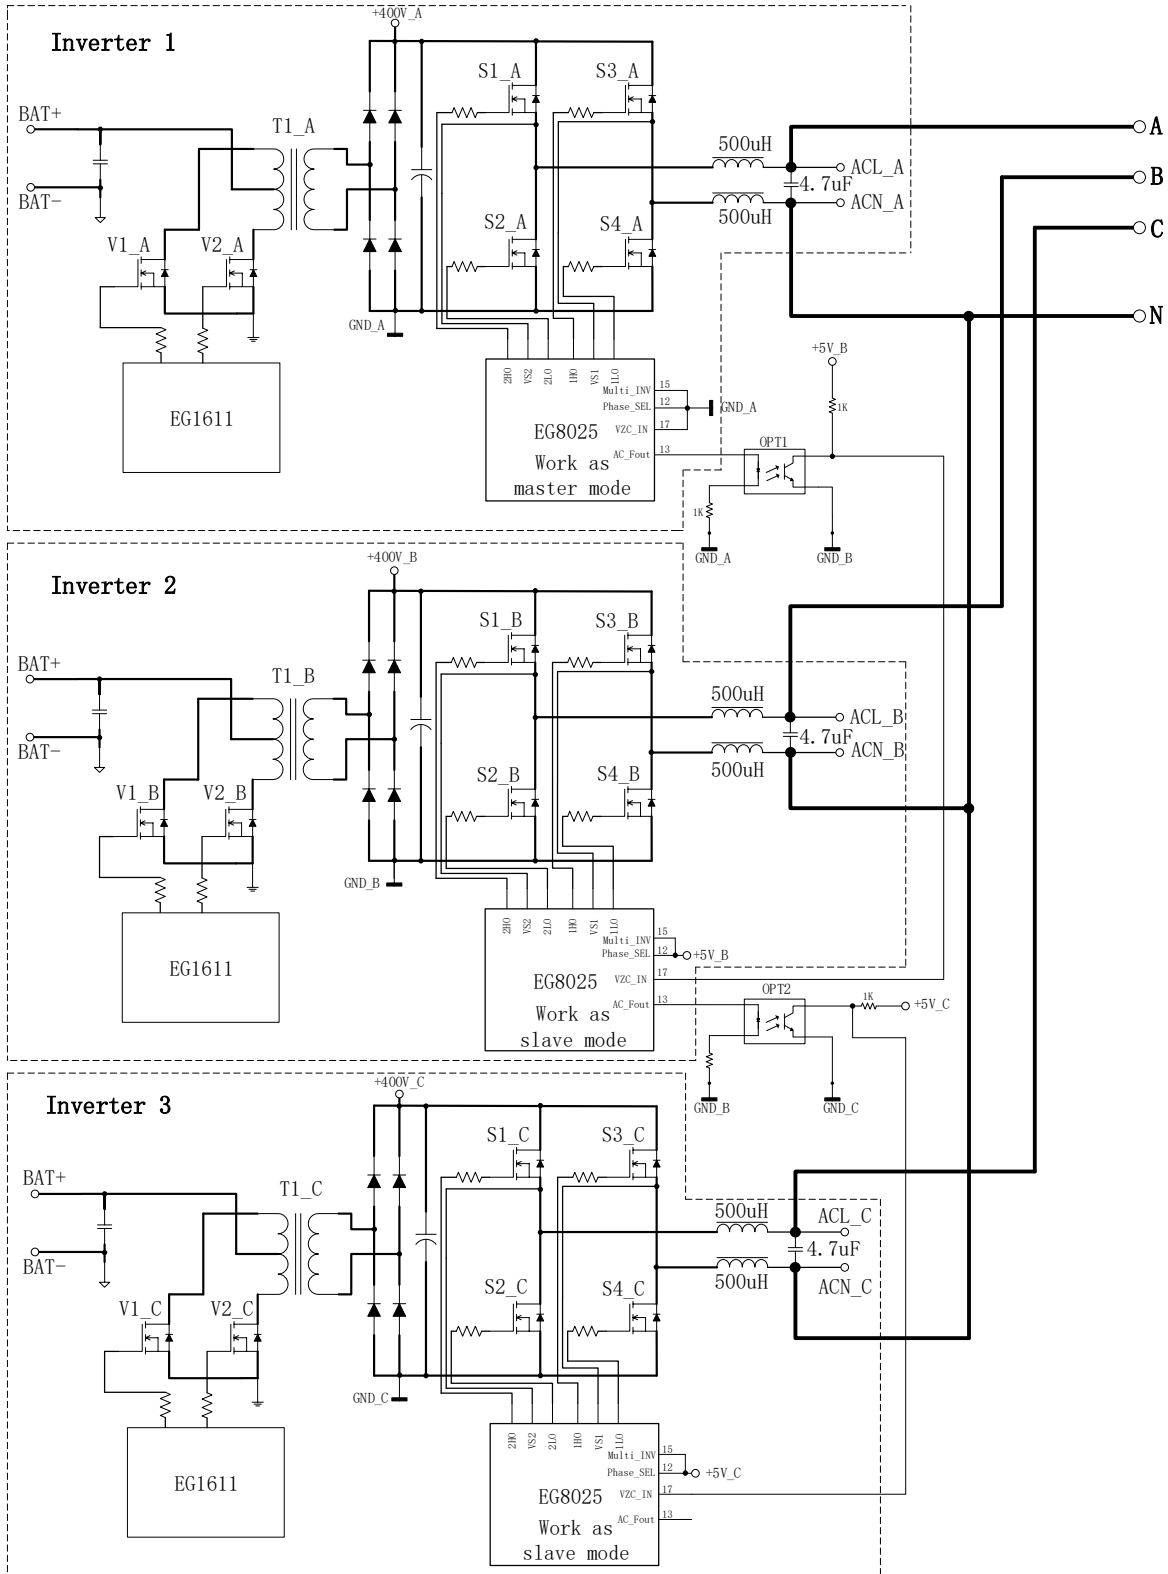 +400V_A
Inverter 1
S1_A
S3_A
BAT+
T1_A
500uH
A
ACL_A
4.7uF
B
BAT-
ACN_A
500uH
S2_A
S4_A
C
V1_A
V2_A
GND_A
N
+5V_B
2HO
VS2
2LO
1HO
VS1
1LO
Multi_INV
15
Phase_SEL
12
GND_A
1K
EG1611
EG8025
VZC_IN
17
OPT1
AC_Fout
13
Work as
master mode
1K
GND_A
GND_B
+400V_B
Inverter 2
S1_B
S3_B
BAT+
T1_B
500uH
ACL_B
4.7uF
BAT-
ACN_B
500uH
S2_B
S4_B
V1_B
V2_B
GND_B
2HO
VS2
2LO
1HO
VS1
1LO
Multi_INV
15
Phase_SEL
12
+5V_B
EG1611
EG8025
VZC_IN
17
OPT2
1K
+5V_C
AC_Fout
13
Work as
slave mode
GND_B
GND_C
+400V_C
Inverter 3
S1_C
S3_C
BAT+
T1_C
500uH
ACL_C
4.7uF
BAT-
500uH
ACN_C
S2_C
S4_C
V1_C
V2_C
GND_C
2HO
VS2
2LO
1HO
VS1
1LO
Multi_INV
15
Phase_SEL
12
+5V_C
EG1611
EG8025
VZC_IN
17
AC_Fout
13
Work as
slave mode